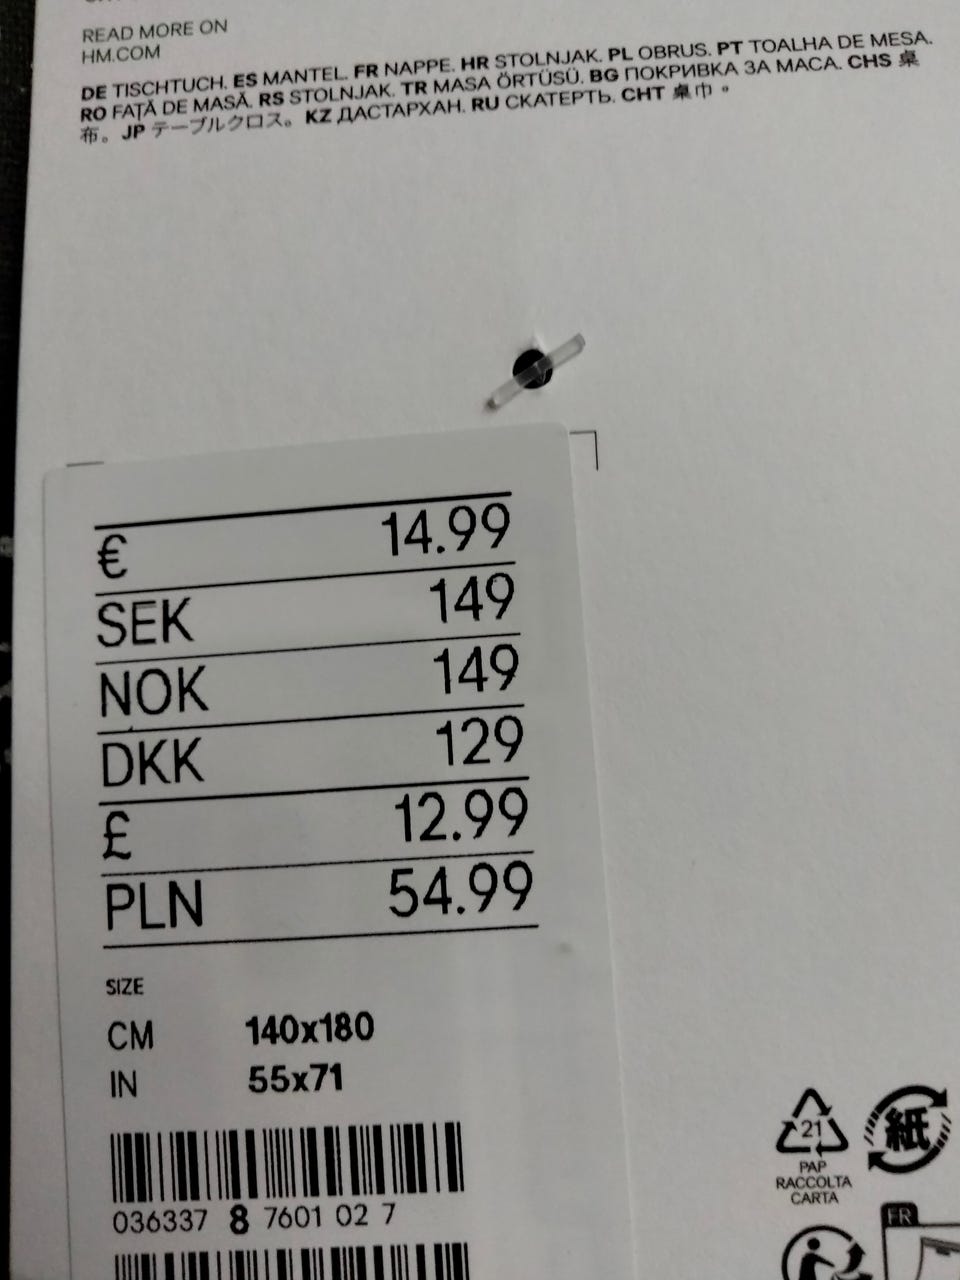 READ MORE ON
HM.COM
DE TISCHTUCH. ES MANTEL. FR NAPPE. HR STOLNJAK. PL OBRUS. PT TOALHA DE MESA.
RO FAȚĂ DE MASĂ. RS STOLNJAK. TR MASA ÖRTÜSÜ. BG ПОКРИВКА ЗА МАСА. CHS 桌
布。JP テーブルクロス。KZ ДАСТАРХАН. RU СКАТЕРТЬ. CHT 桌巾。
€ 14.99
SEK 149
NOK 149
DKK 129
£ 12.99
PLN 54.99
SIZE
CM 140x180
IN 55x71
036337 8 7601 02 7
21
PAP
RACCOLTA
CARTA
紙
FR